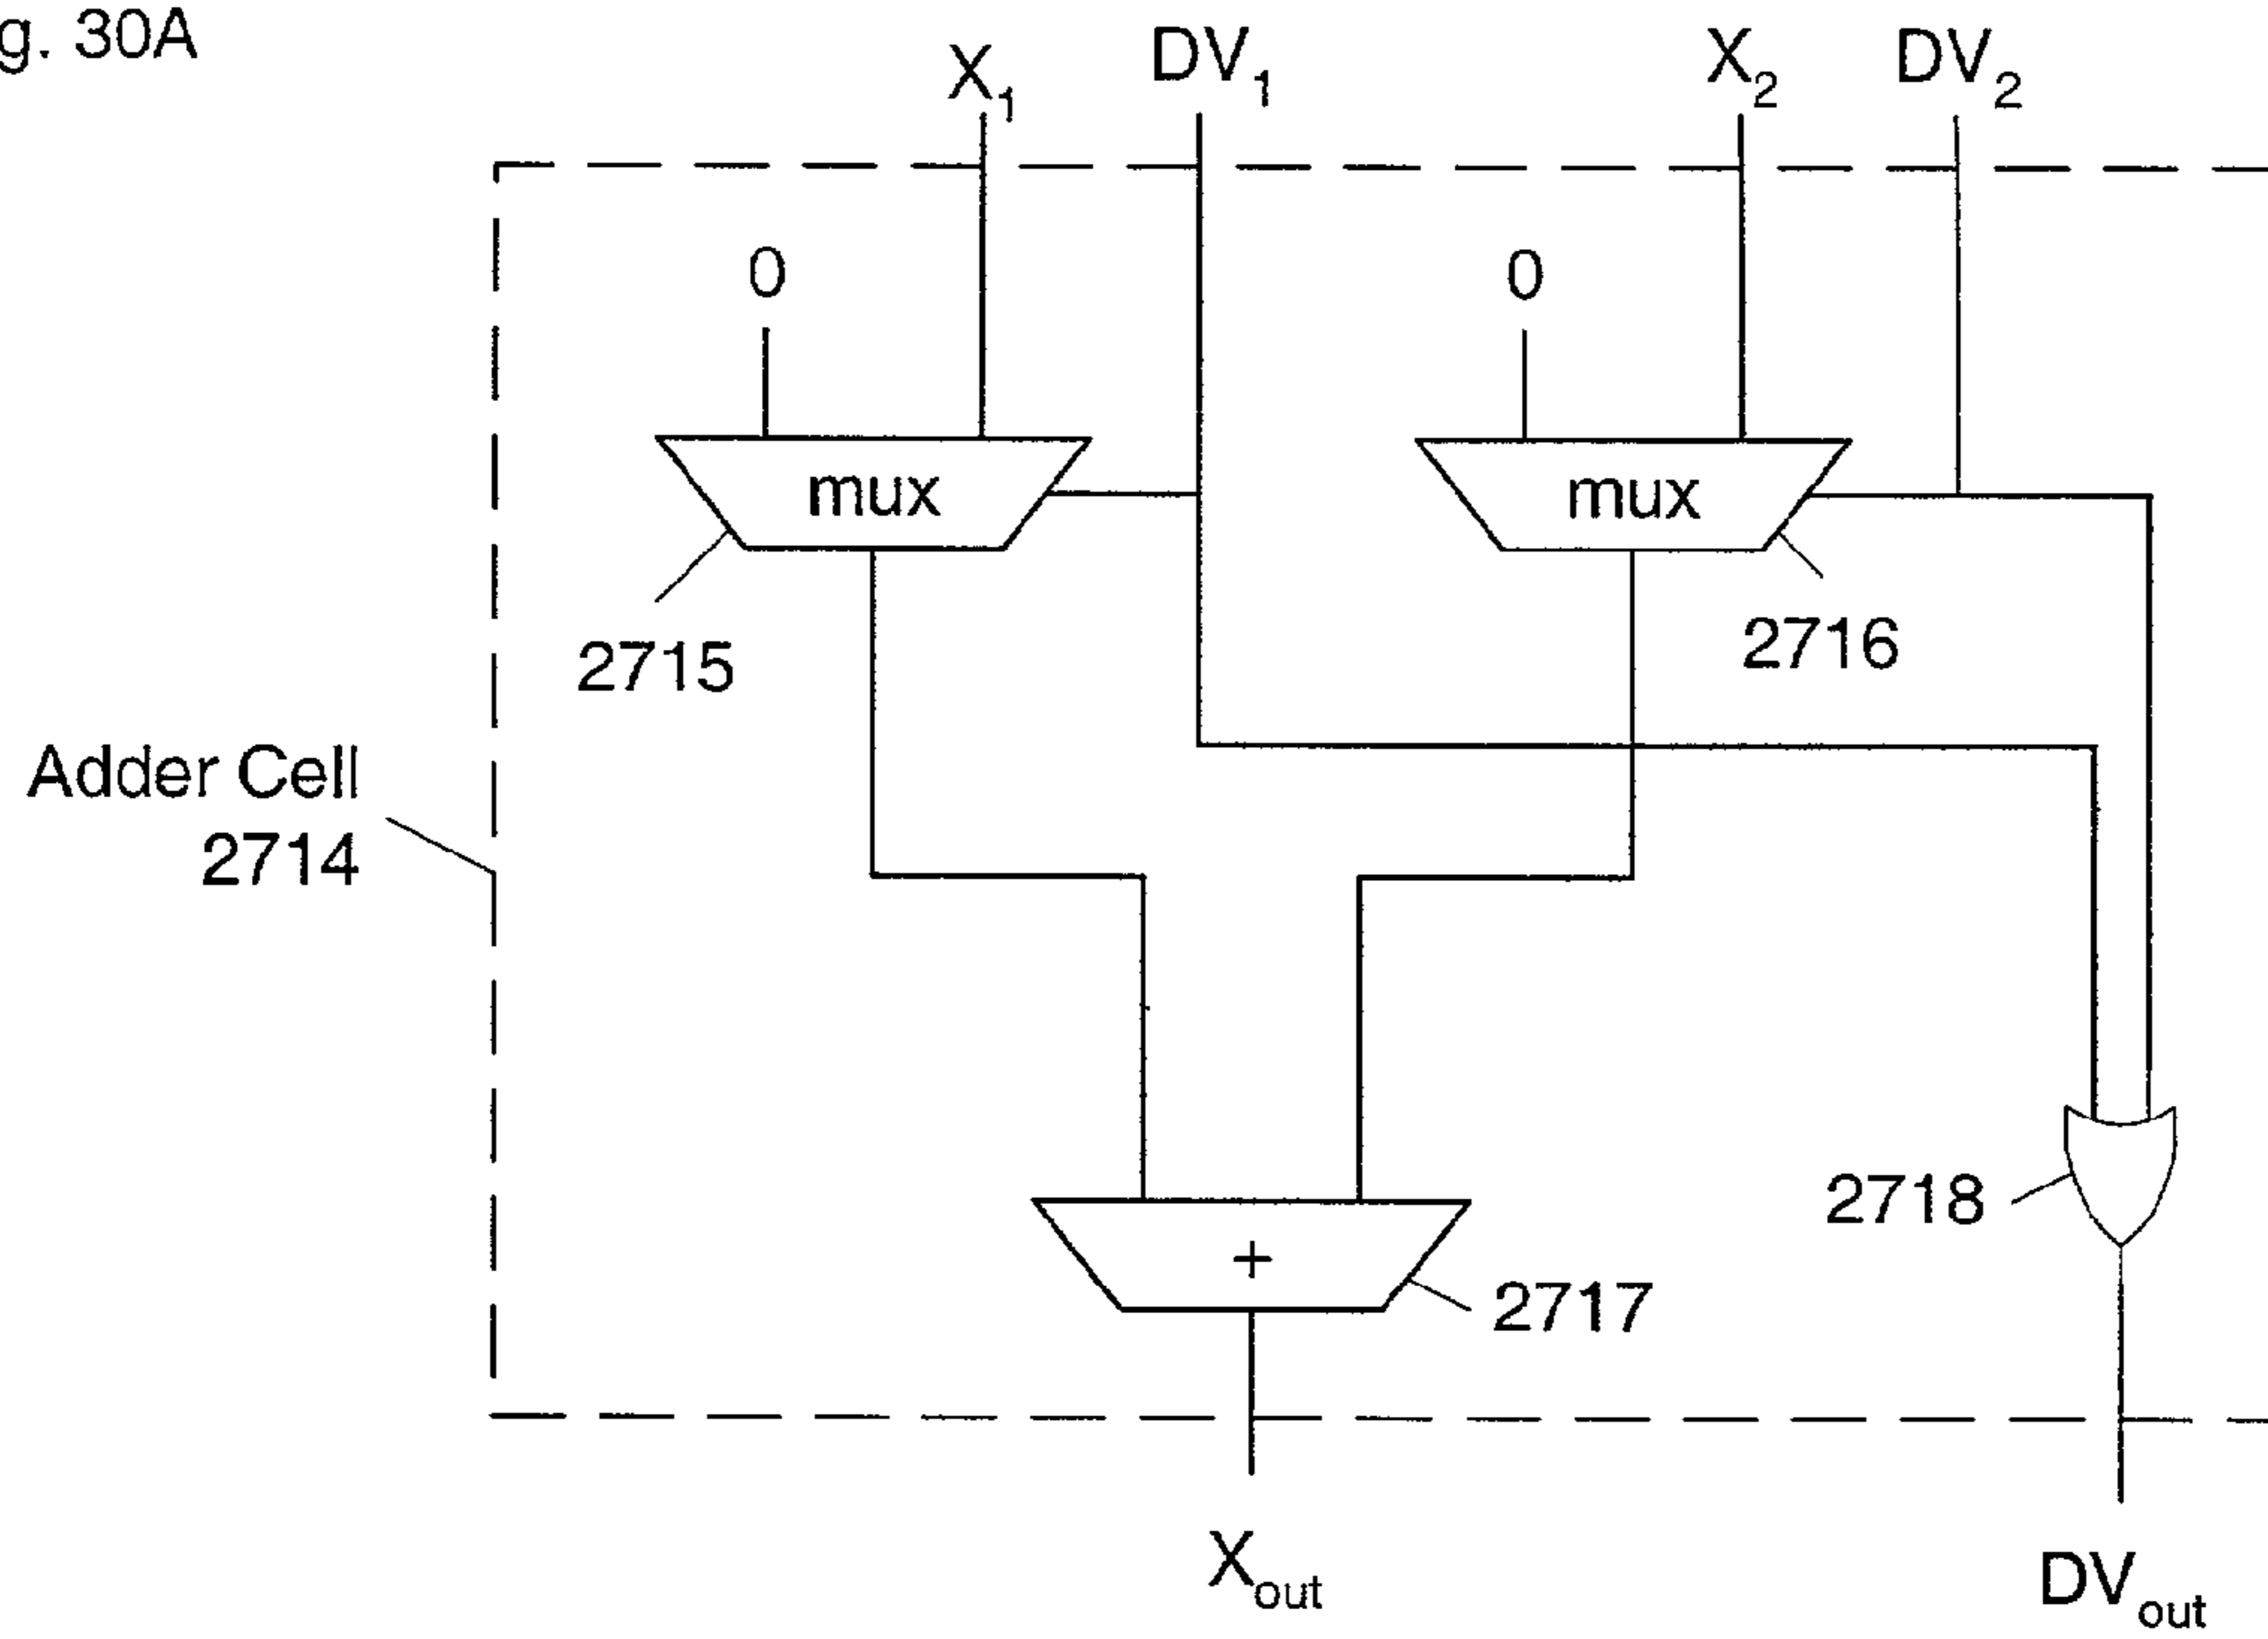 g. 30A
X1 DV1 X2 DV2
0 0
mux mux
2715 2716
Adder Cell
2714
2718
+
2717
Xout DVout